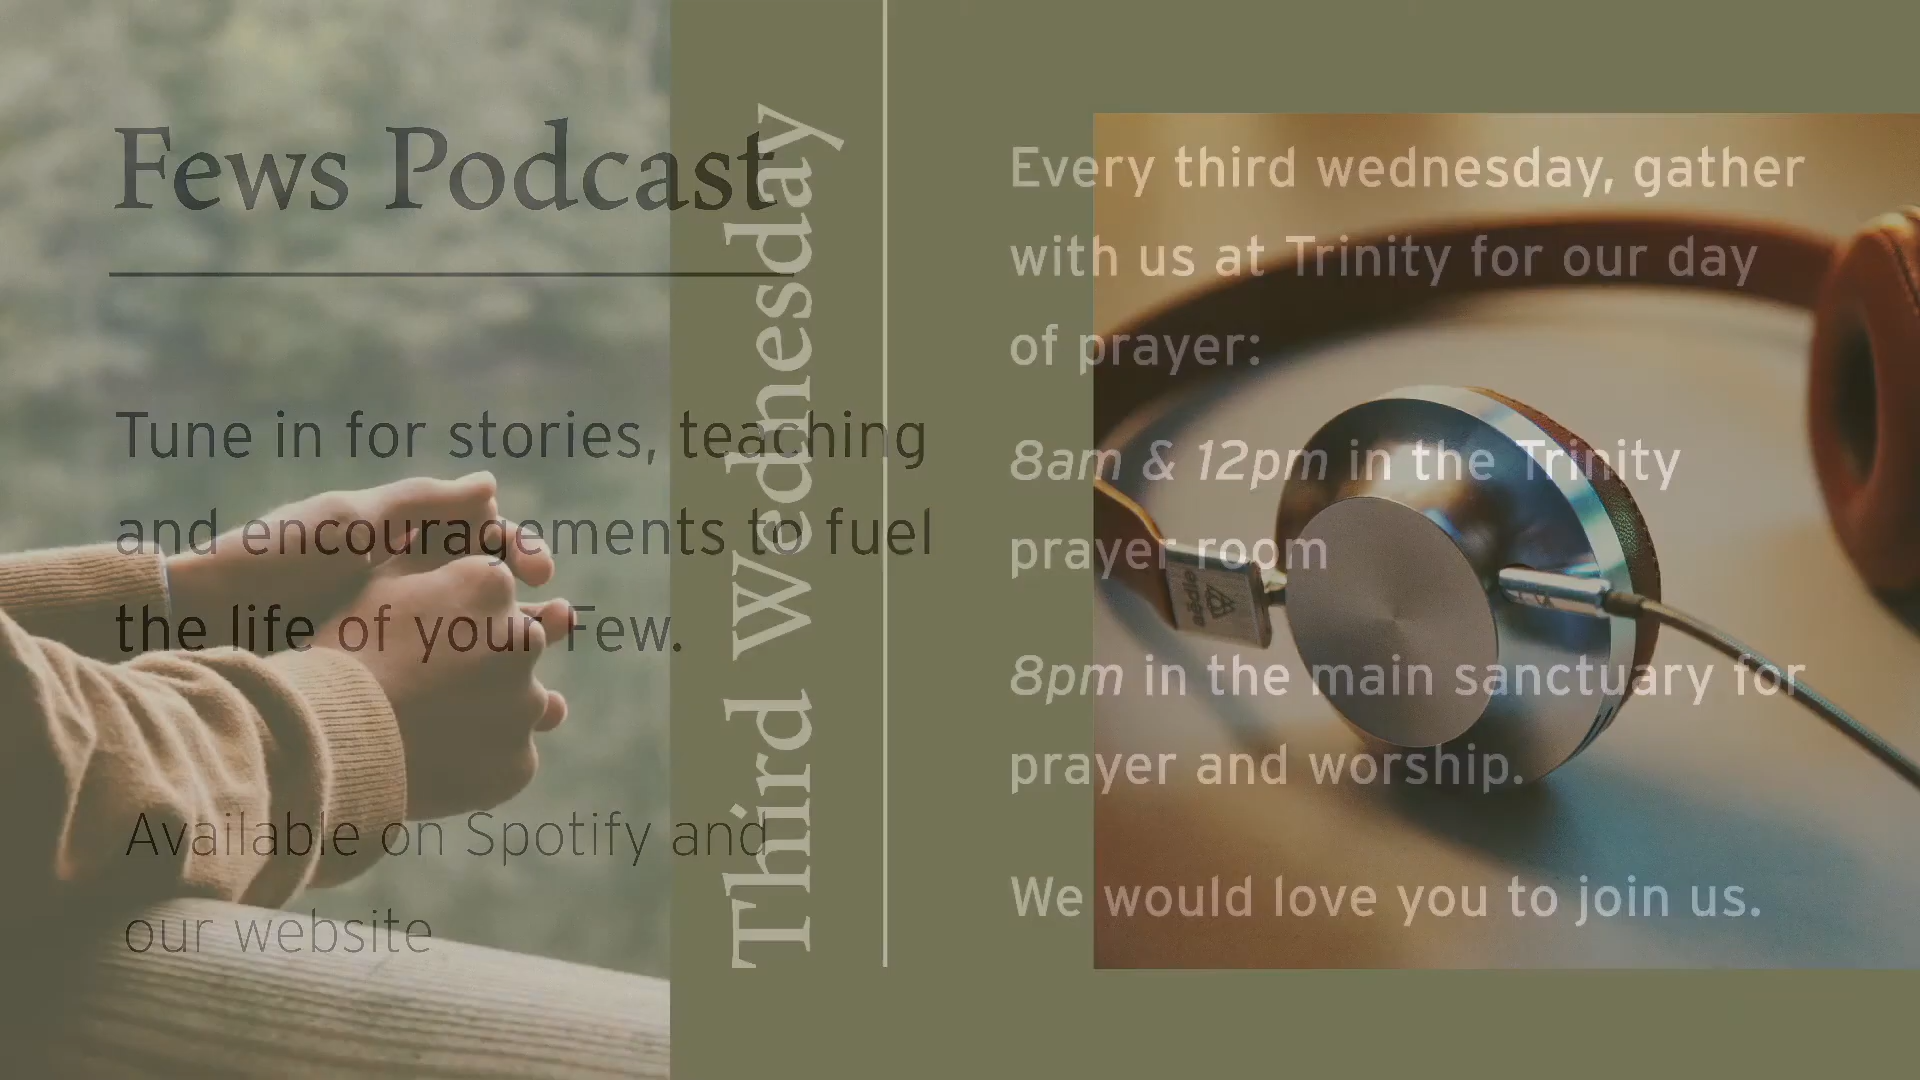 Fews Podcast
Tune in for stories, teaching
and encouragements to fuel
the life of your Few.
Available on Spotify and
our website
Third Wednesday
Every third wednesday, gather
with us at Trinity for our day
of prayer:
8am & 12pm in the Trinity
prayer room
8pm in the main sanctuary for
prayer and worship.
We would love you to join us.
aëdle